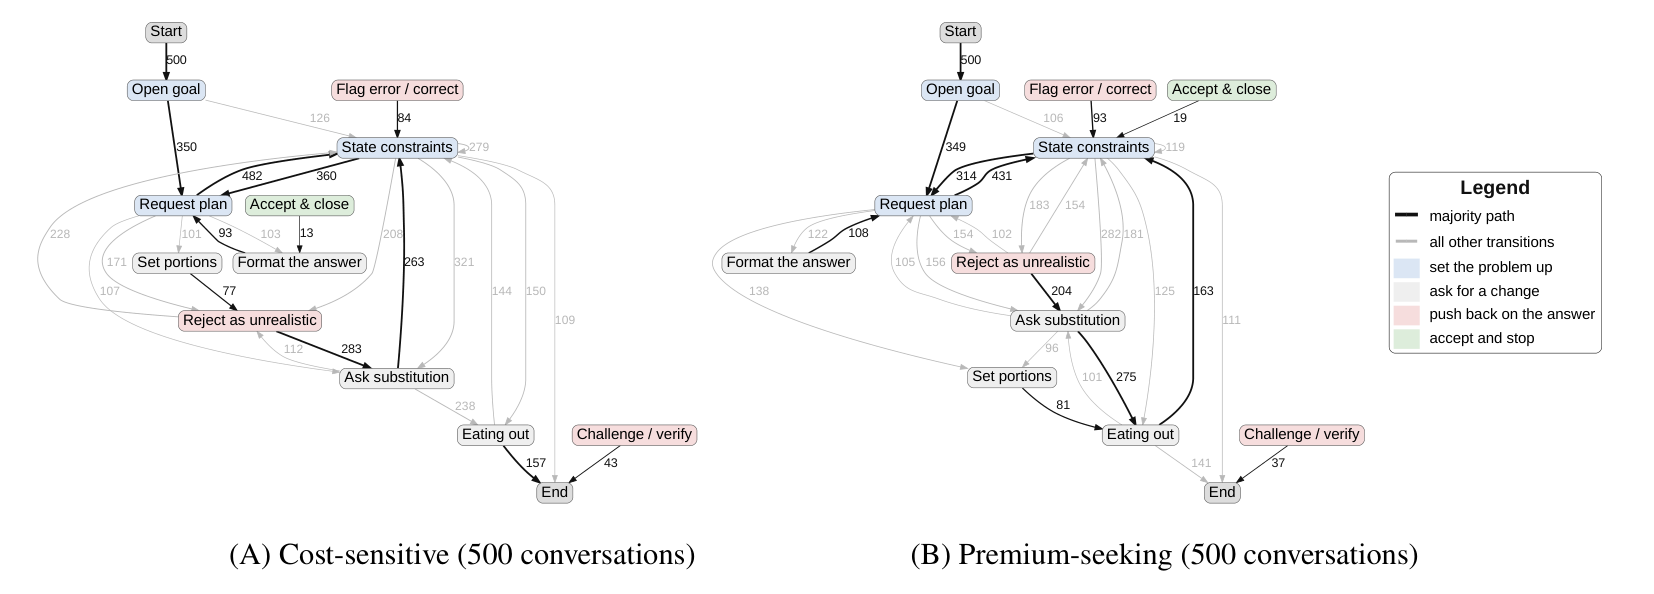 Start
500
Open goal
Flag error / correct
126
84
State constraints
279
350
482
360
Request plan
Accept & close
228
101
93
103
13
208
Set portions
Format the answer
171
263
321
107
77
144
150
109
Reject as unrealistic
112
283
Ask substitution
238
Eating out
Challenge / verify
157
43
End
(A) Cost-sensitive (500 conversations)
Start
500
Open goal
Flag error / correct
Accept & close
106
93
19
State constraints
119
349
314
431
Request plan
183
154
122
108
154
102
282
181
Format the answer
Reject as unrealistic
105
156
138
204
125
163
111
Ask substitution
96
Set portions
101
275
81
Eating out
Challenge / verify
141
37
End
(B) Premium-seeking (500 conversations)
Legend
majority path
all other transitions
set the problem up
ask for a change
push back on the answer
accept and stop